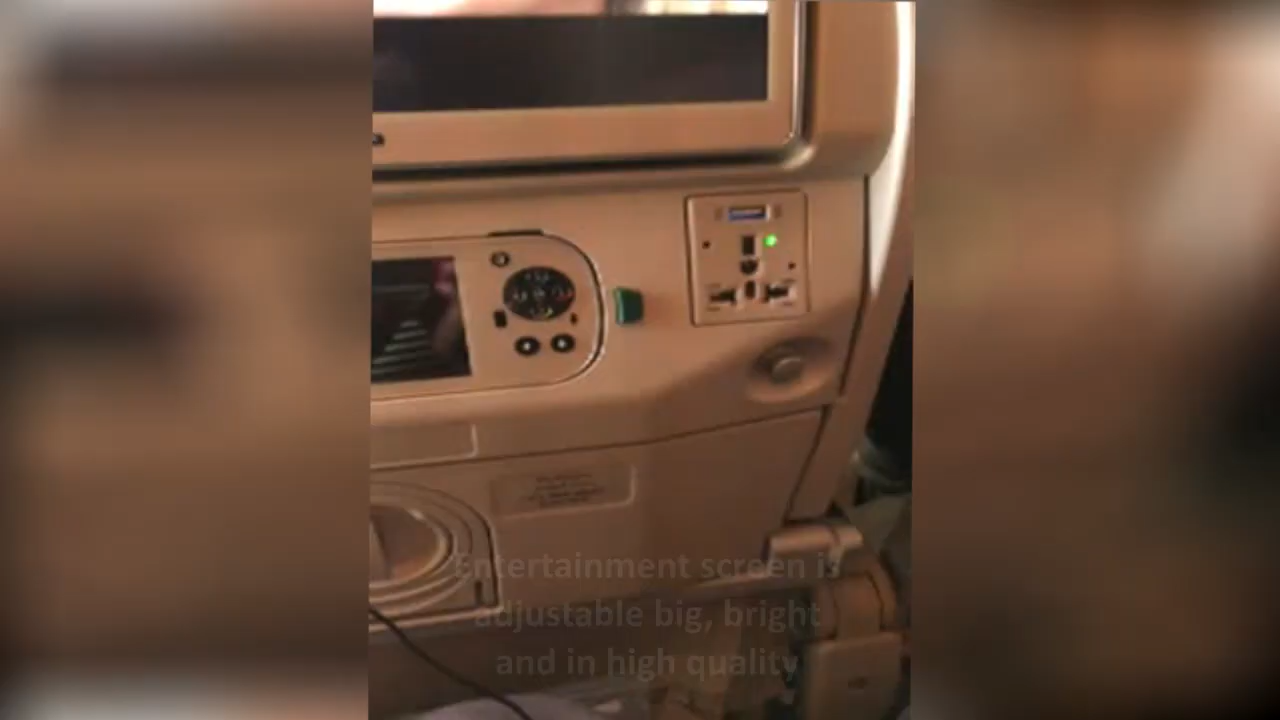 Entertainment screen is
adjustable big, bright
and in high quality